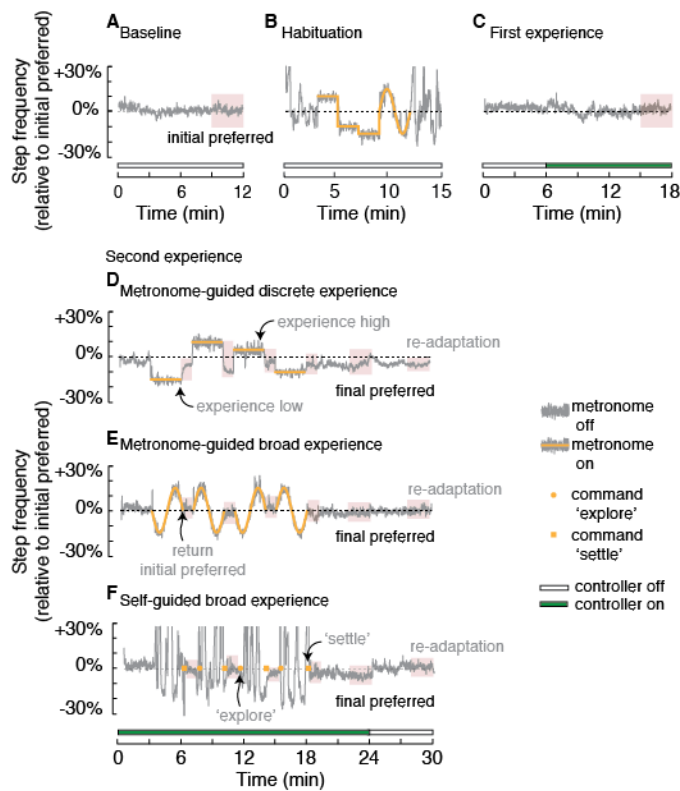 A Baseline
B Habituation
C First experience
Step frequency
(relative to initial preferred)
+30%
0%
-30%
initial preferred
0 6 12
Time (min)
0 5 10 15
Time (min)
0 6 12 18
Time (min)
Second experience
D Metronome-guided discrete experience
+30%
0%
-30%
experience high
re-adaptation
experience low
final preferred
E Metronome-guided broad experience
Step frequency
(relative to initial preferred)
+30%
0%
-30%
re-adaptation
return
initial preferred
final preferred
F Self-guided broad experience
+30%
0%
-30%
'settle'
re-adaptation
'explore'
final preferred
0 6 12 18 24 30
Time (min)
metronome
off
metronome
on
command
'explore'
command
'settle'
controller off
controller on